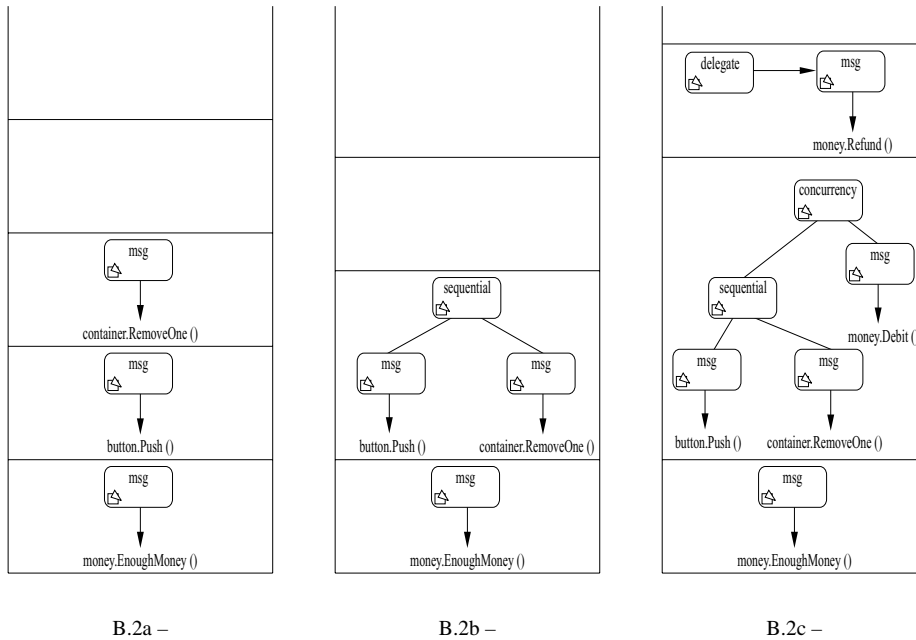 msg
container.RemoveOne ()
msg
button.Push ()
msg
money.EnoughMoney ()
B.2a –
sequential
msg msg
button.Push () container.RemoveOne ()
msg
money.EnoughMoney ()
B.2b –
delegate msg
money.Refund ()
concurrency
msg
sequential
money.Debit ()
msg msg
button.Push () container.RemoveOne ()
msg
money.EnoughMoney ()
B.2c –